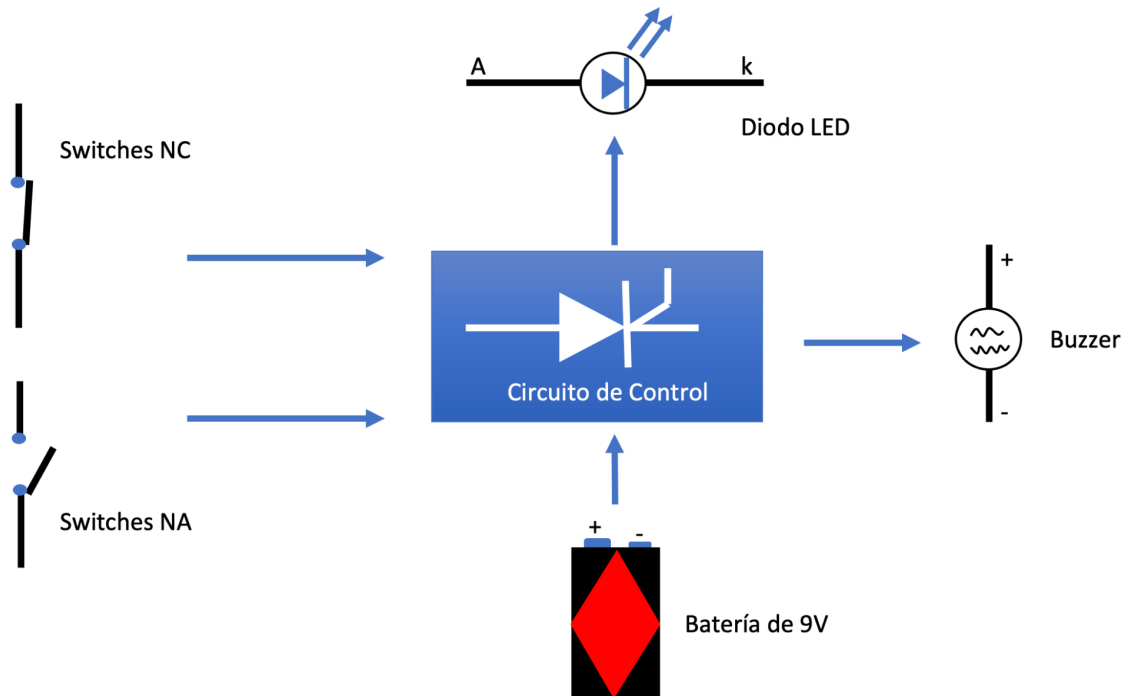 A
k
Diodo LED
Switches NC
+
Buzzer
-
Circuito de Control
Switches NA
+
-
Batería de 9V